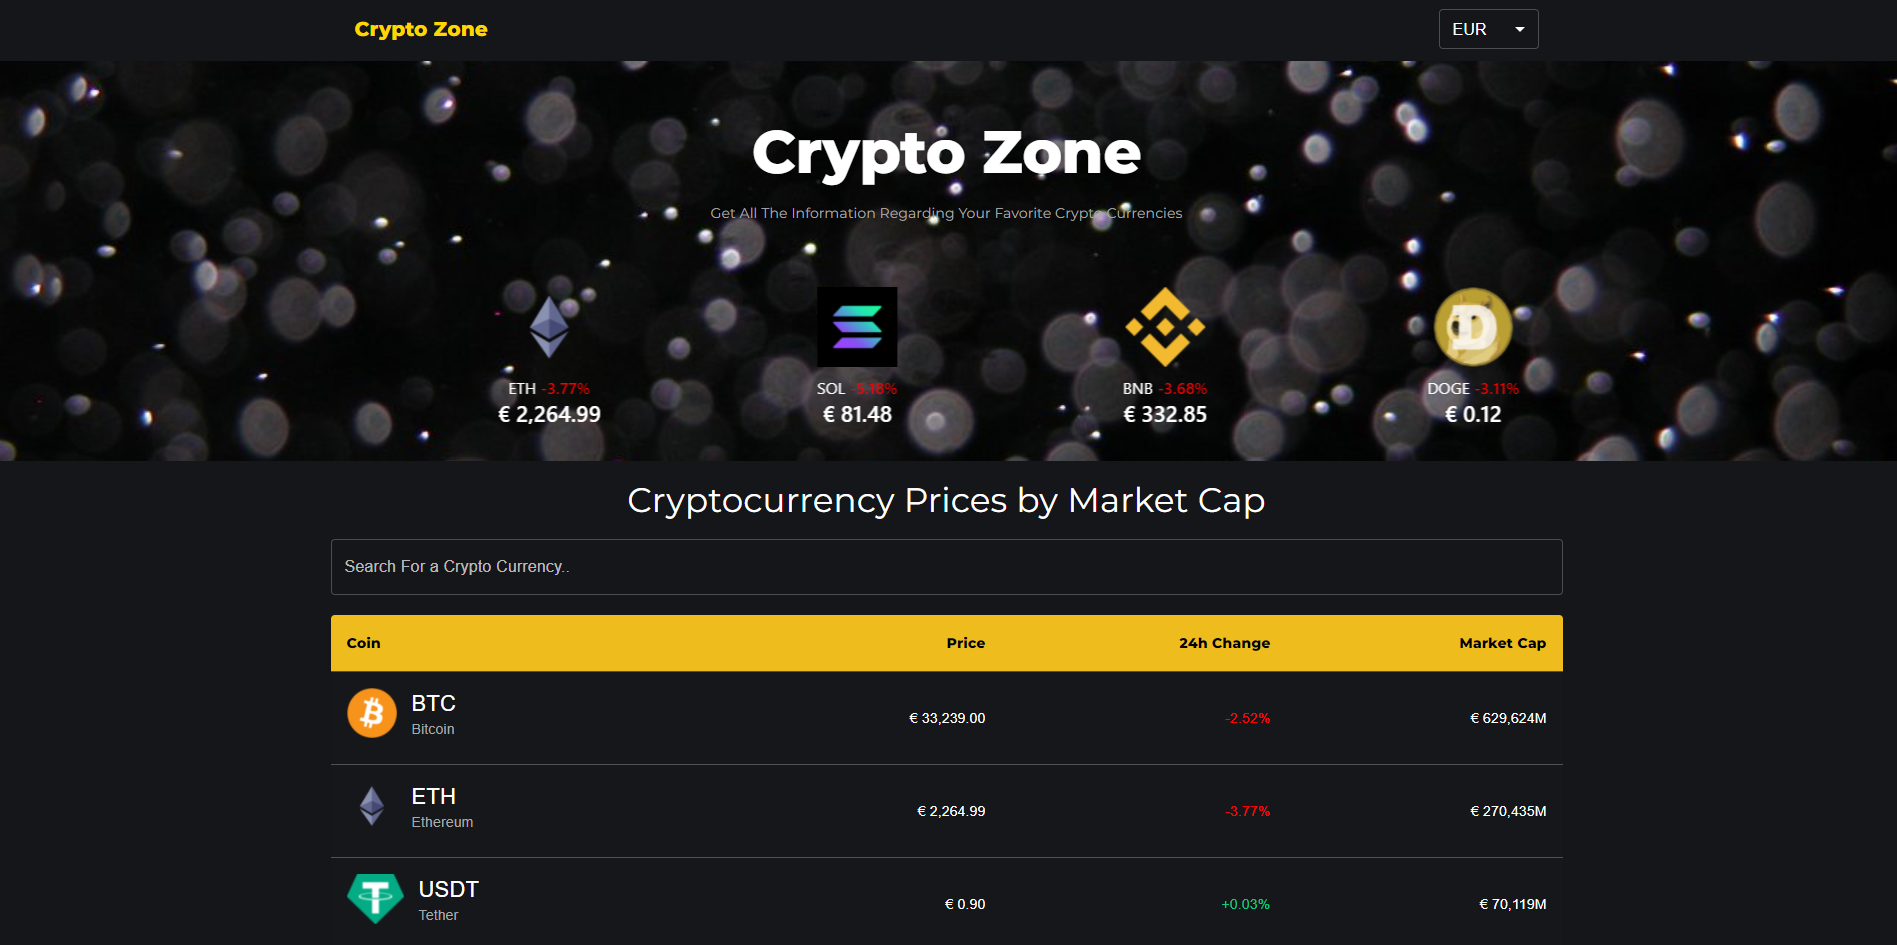 Crypto Zone
EUR
Crypto Zone
Get All The Information Regarding Your Favorite Crypto Currencies
ETH -3.77%
€ 2,264.99
SOL -5.18%
€ 81.48
BNB -3.68%
€ 332.85
DOGE -3.11%
€ 0.12
Cryptocurrency Prices by Market Cap
Search For a Crypto Currency..
Coin Price 24h Change Market Cap
BTC
Bitcoin
€ 33,239.00 -2.52% € 629,624M
ETH
Ethereum
€ 2,264.99 -3.77% € 270,435M
USDT
Tether
€ 0.90 +0.03% € 70,119M